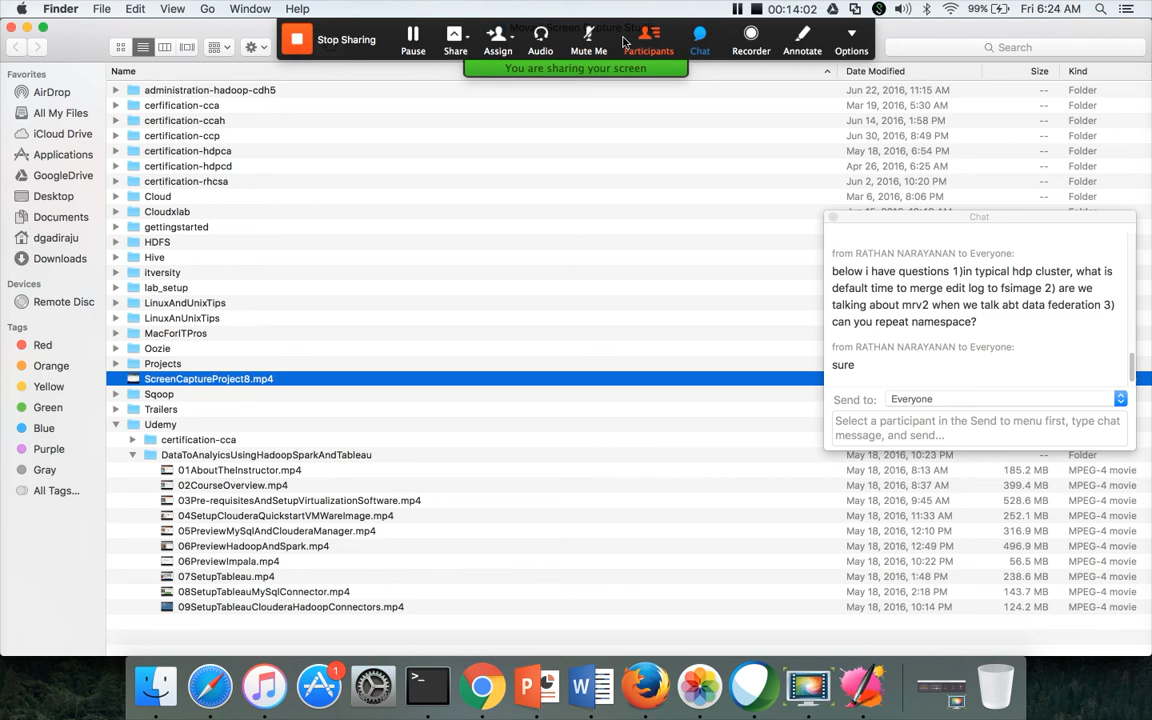 Finder File Edit View Go Window Help 00:14:02 99% Fri 6:24 AM
Stop Sharing Pause Share Assign Audio Mute Me Participants Chat Recorder Annotate Options
You are sharing your screen
Search
Name Date Modified Size Kind
Favorites
AirDrop
All My Files
iCloud Drive
Applications
GoogleDrive
Desktop
Documents
dgadiraju
Downloads
Devices
Remote Disc
Tags
Red
Orange
Yellow
Green
Blue
Purple
Gray
All Tags...
administration-hadoop-cdh5 Jun 22, 2016, 11:15 AM -- Folder
cerfification-cca Mar 19, 2016, 5:30 AM -- Folder
certification-ccah Jun 14, 2016, 1:58 PM -- Folder
certification-ccp Jun 30, 2016, 8:49 PM -- Folder
certification-hdpca May 18, 2016, 6:54 PM -- Folder
certification-hdpcd Apr 26, 2016, 6:25 AM -- Folder
certification-rhcsa Jun 2, 2016, 10:20 PM -- Folder
Cloud Mar 6, 2016, 8:06 PM -- Folder
Cloudxlab
gettingstarted
HDFS
Hive
itversity
lab_setup
LinuxAndUnixTips
LinuxAnUnixTips
MacForITPros
Oozie
Projects
ScreenCaptureProject8.mp4
Sqoop
Trailers
Udemy
certification-cca
DataToAnalyicsUsingHadoopSparkAndTableau May 18, 2016, 10:23 PM -- Folder
01AboutTheInstructor.mp4 May 18, 2016, 8:13 AM 185.2 MB MPEG-4 movie
02CourseOverview.mp4 May 18, 2016, 8:37 AM 399.4 MB MPEG-4 movie
03Pre-requisitesAndSetupVirtualizationSoftware.mp4 May 18, 2016, 9:45 AM 528.6 MB MPEG-4 movie
04SetupClouderaQuickstartVMWareImage.mp4 May 18, 2016, 11:33 AM 252.1 MB MPEG-4 movie
05PreviewMySqlAndClouderaManager.mp4 May 18, 2016, 12:10 PM 316.9 MB MPEG-4 movie
06PreviewHadoopAndSpark.mp4 May 18, 2016, 12:49 PM 496.9 MB MPEG-4 movie
06PreviewImpala.mp4 May 18, 2016, 10:22 PM 56.5 MB MPEG-4 movie
07SetupTableau.mp4 May 18, 2016, 1:48 PM 238.6 MB MPEG-4 movie
08SetupTableauMySqlConnector.mp4 May 18, 2016, 2:18 PM 143.7 MB MPEG-4 movie
09SetupTableauClouderaHadoopConnectors.mp4 May 18, 2016, 10:14 PM 124.2 MB MPEG-4 movie
Chat
from RATHAN NARAYANAN to Everyone:
below i have questions 1)in typical hdp cluster, what is
default time to merge edit log to fsimage 2) are we
talking about mrv2 when we talk abt data federation 3)
can you repeat namespace?
from RATHAN NARAYANAN to Everyone:
sure
Send to: Everyone
Select a participant in the Send to menu first, type chat
message, and send...
1